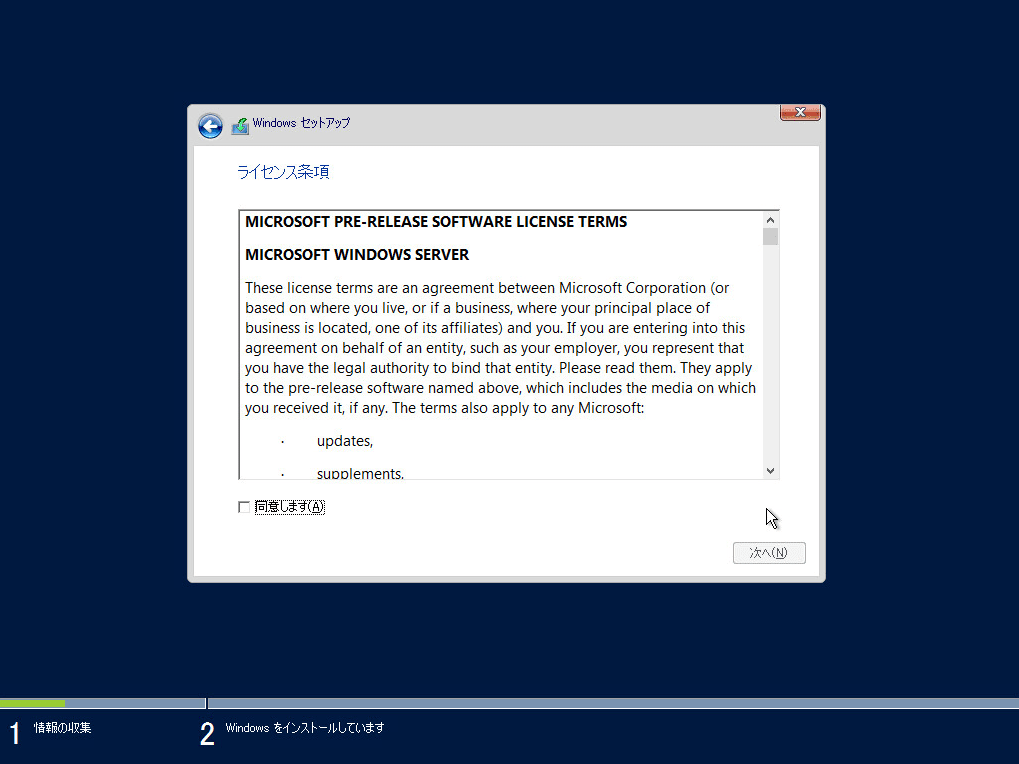 Windows セットアップ
ライセンス条項
MICROSOFT PRE-RELEASE SOFTWARE LICENSE TERMS
MICROSOFT WINDOWS SERVER
These license terms are an agreement between Microsoft Corporation (or
based on where you live, or if a business, where your principal place of
business is located, one of its affiliates) and you. If you are entering into this
agreement on behalf of an entity, such as your employer, you represent that
you have the legal authority to bind that entity. Please read them. They apply
to the pre-release software named above, which includes the media on which
you received it, if any. The terms also apply to any Microsoft:
· updates,
· supplements,
同意します(A)
次へ(N)
1 情報の収集
2 Windows をインストールしています